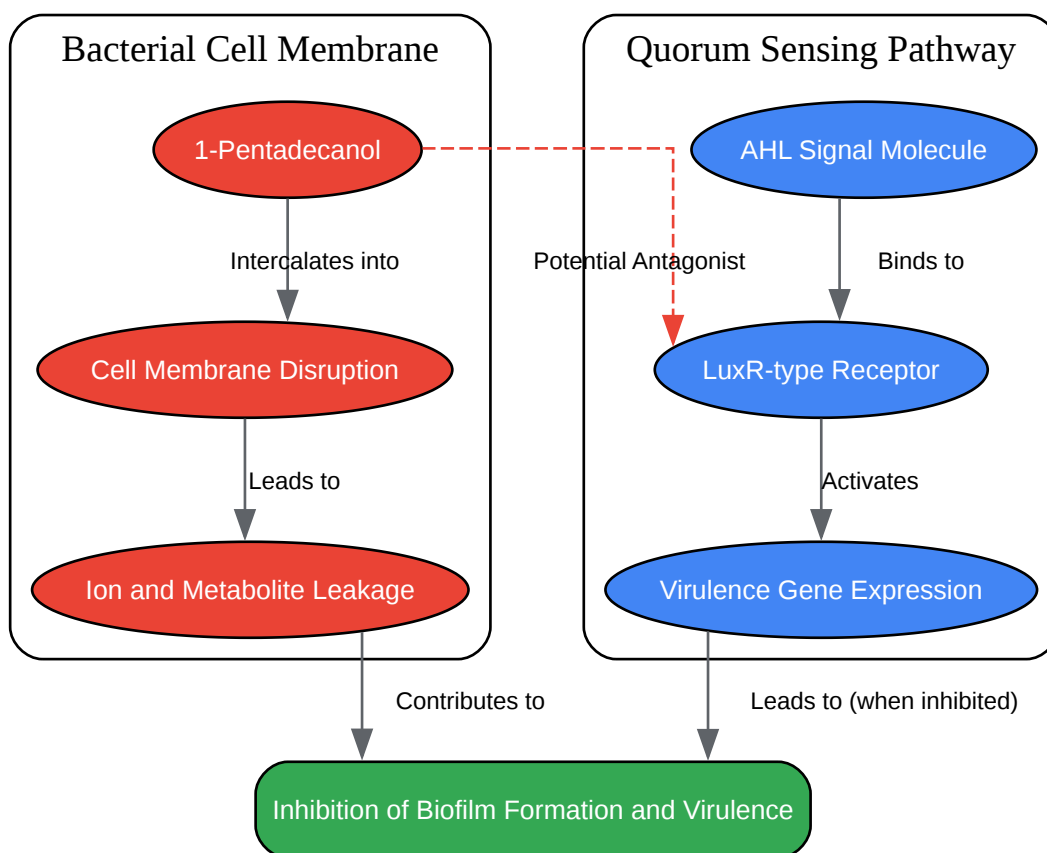 Bacterial Cell Membrane
Quorum Sensing Pathway
1-Pentadecanol
AHL Signal Molecule
Intercalates into
Potential Antagonist
Binds to
Cell Membrane Disruption
LuxR-type Receptor
Leads to
Activates
Ion and Metabolite Leakage
Virulence Gene Expression
Contributes to
Leads to (when inhibited)
Inhibition of Biofilm Formation and Virulence